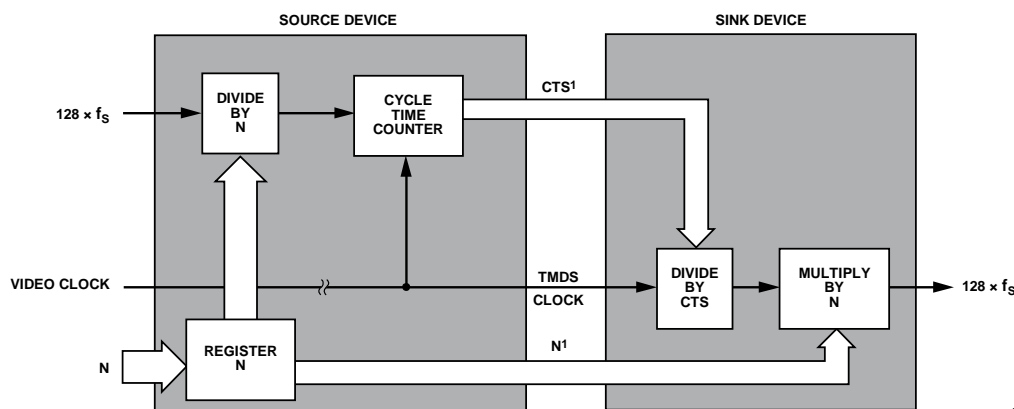 SOURCE DEVICE
SINK DEVICE
128 × fS
DIVIDE
BY
N
CYCLE
TIME
COUNTER
CTS1
VIDEO CLOCK
TMDS
CLOCK
DIVIDE
BY
CTS
MULTIPLY
BY
N
128 × fS
N
REGISTER
N
N1